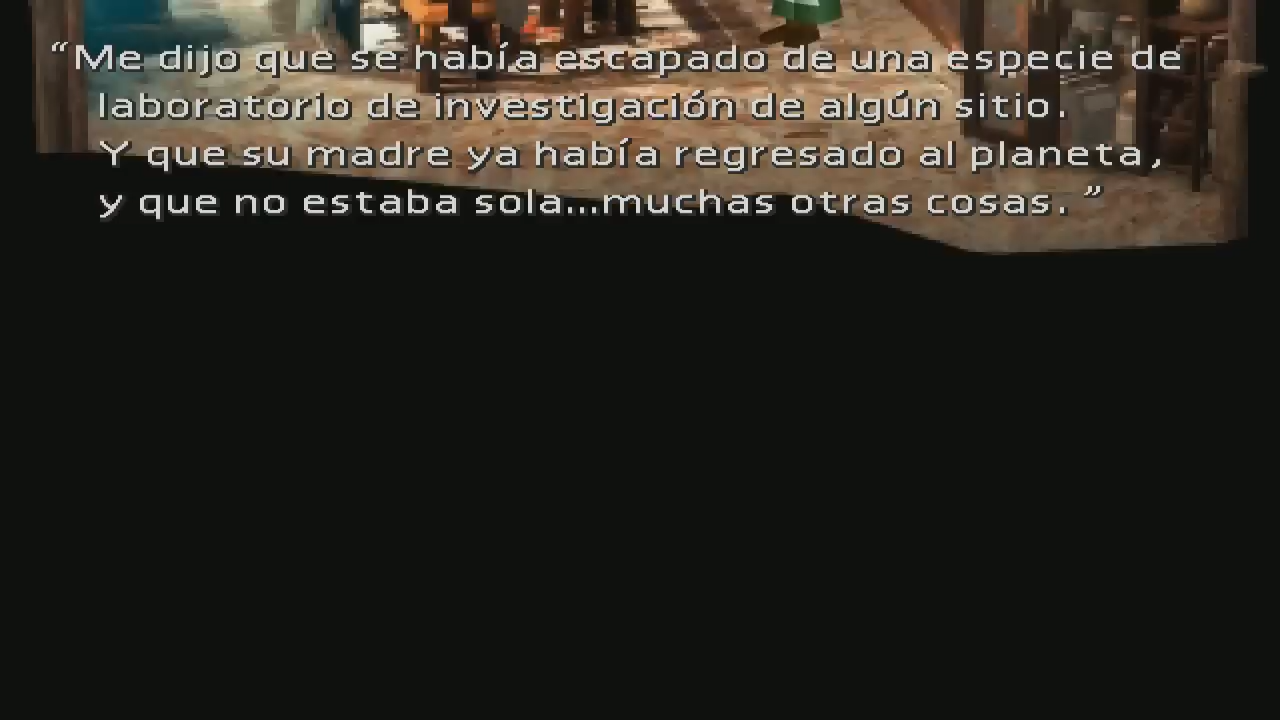 “Me dijo que se había escapado de una especie de
laboratorio de investigación de algún sitio.
Y que su madre ya había regresado al planeta,
y que no estaba sola...muchas otras cosas.”